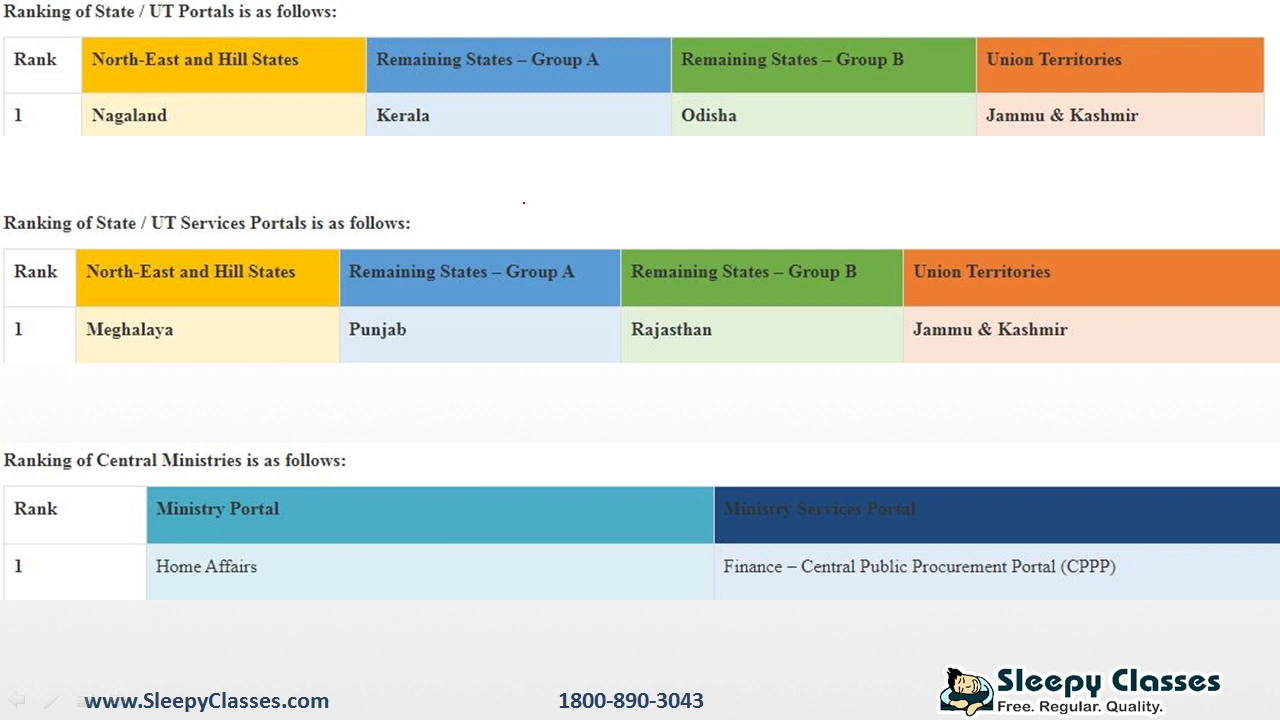 Ranking of State / UT Portals is as follows:
Rank North-East and Hill States Remaining States – Group A Remaining States – Group B Union Territories
1 Nagaland Kerala Odisha Jammu & Kashmir
Ranking of State / UT Services Portals is as follows:
Rank North-East and Hill States Remaining States – Group A Remaining States – Group B Union Territories
1 Meghalaya Punjab Rajasthan Jammu & Kashmir
Ranking of Central Ministries is as follows:
Rank Ministry Portal Ministry Services Portal
1 Home Affairs Finance – Central Public Procurement Portal (CPPP)
www.SleepyClasses.com 1800-890-3043 Sleepy Classes
Free. Regular. Quality.